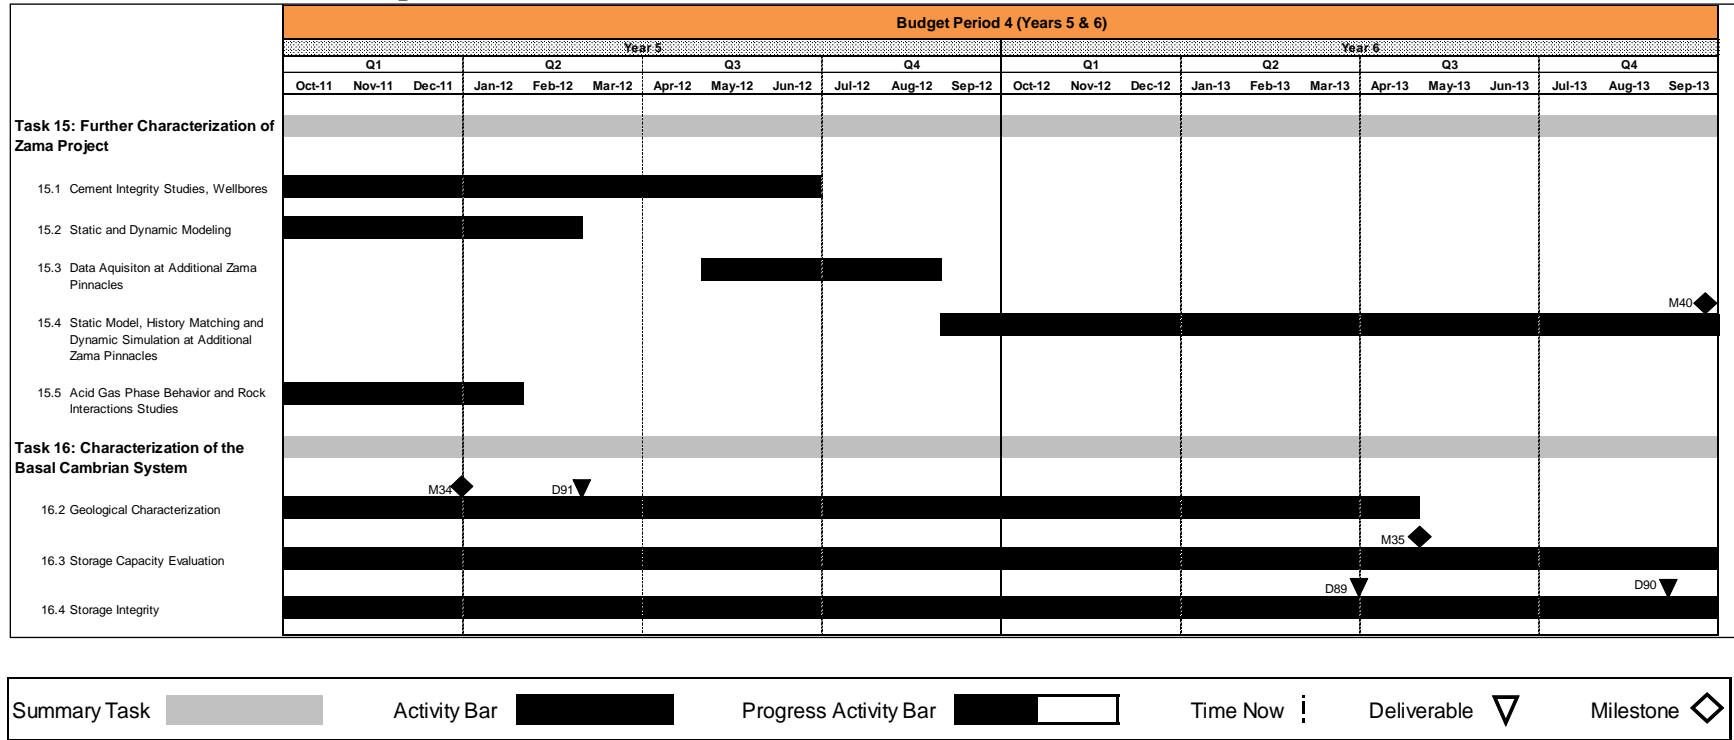 Budget Period 4 (Years 5 & 6)
Year 5 Year 6
Q1 Q2 Q3 Q4 Q1 Q2 Q3 Q4
Oct-11 Nov-11 Dec-11 Jan-12 Feb-12 Mar-12 Apr-12 May-12 Jun-12 Jul-12 Aug-12 Sep-12 Oct-12 Nov-12 Dec-12 Jan-13 Feb-13 Mar-13 Apr-13 May-13 Jun-13 Jul-13 Aug-13 Sep-13
Task 15: Further Characterization of
Zama Project
15.1 Cement Integrity Studies, Wellbores
15.2 Static and Dynamic Modeling
15.3 Data Aquisiton at Additional Zama
Pinnacles
M40
15.4 Static Model, History Matching and
Dynamic Simulation at Additional
Zama Pinnacles
15.5 Acid Gas Phase Behavior and Rock
Interactions Studies
Task 16: Characterization of the
Basal Cambrian System
M34 D91
16.2 Geological Characterization
M35
16.3 Storage Capacity Evaluation
D89 D90
16.4 Storage Integrity
Summary Task Activity Bar Progress Activity Bar Time Now Deliverable Milestone